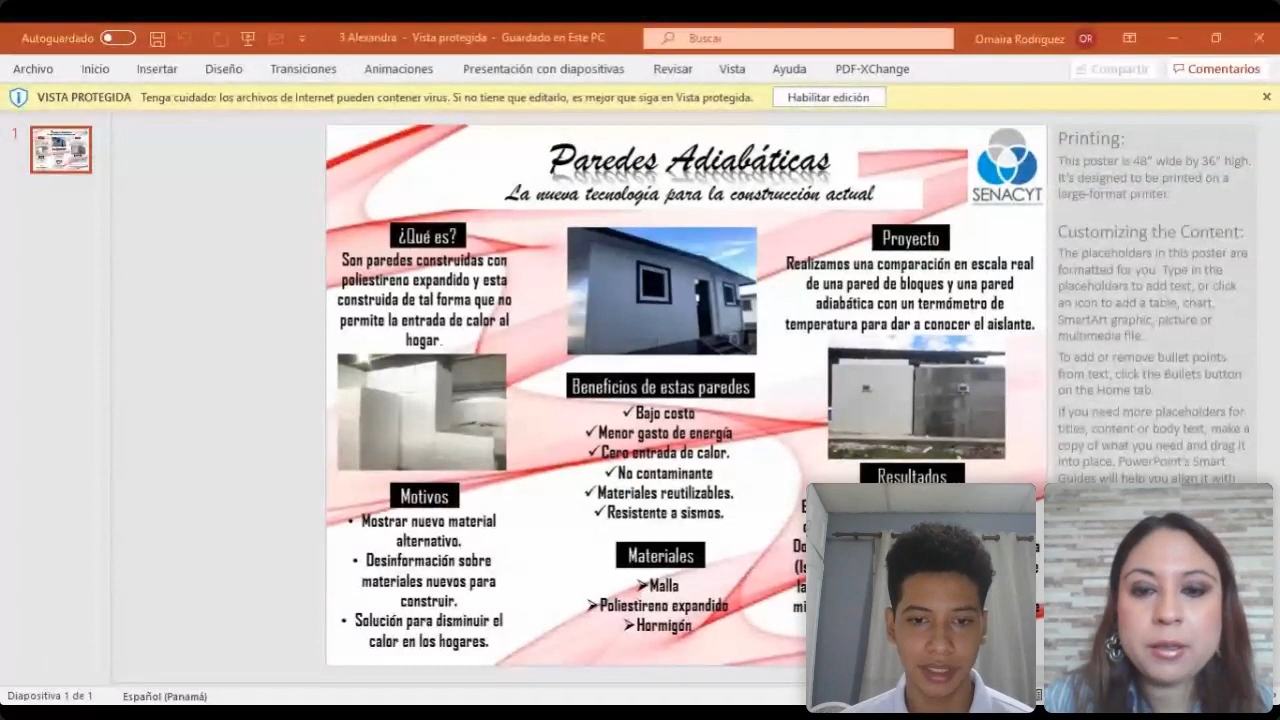 Autoguardado
3 Alexandra - Vista protegida - Guardado en Este PC
Buscar
Omaira Rodriguez
OR
Archivo Inicio Insertar Diseño Transiciones Animaciones Presentación con diapositivas Revisar Vista Ayuda PDF-XChange
Compartir
Comentarios
VISTA PROTEGIDA Tenga cuidado: los archivos de Internet pueden contener virus. Si no tiene que editarlo, es mejor que siga en Vista protegida.
Habilitar edición
1
Paredes Adiabáticas
La nueva tecnología para la construcción actual
SENACYT
¿Qué es?
Son paredes construidas con
poliestireno expandido y esta
construida de tal forma que no
permite la entrada de calor al
hogar.
Motivos
• Mostrar nuevo material
alternativo.
• Desinformación sobre
materiales nuevos para
construir.
• Solución para disminuir el
calor en los hogares.
Beneficios de estas paredes
✓Bajo costo
✓Menor gasto de energía
✓Cero entrada de calor.
✓No contaminante
✓Materiales reutilizables.
✓Resistente a sismos.
Materiales
➢Malla
➢Poliestireno expandido
➢Hormigón
Proyecto
Realizamos una comparación en escala real
de una pared de bloques y una pared
adiabática con un termómetro de
temperatura para dar a conocer el aislante.
Resultados
Printing:
This poster is 48" wide by 36" high.
It's designed to be printed on a
large-format printer.
Customizing the Content:
The placeholders in this poster are
formatted for you. Type in the
placeholders to add text, or click
an icon to add a table, chart,
SmartArt graphic, picture or
multimedia file.
To add or remove bullet points
from text, click the Bullets button
on the Home tab.
If you need more placeholders for
titles, content or body text, make a
copy of what you need and drag it
into place. PowerPoint's Smart
Guides will help you align it with
Diapositiva 1 de 1
Español (Panamá)